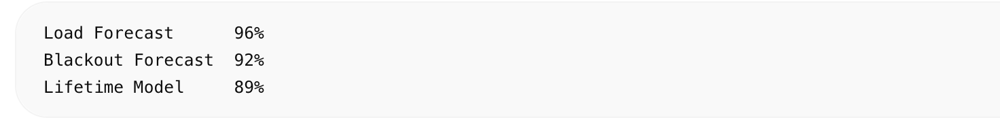 Load Forecast      96%
Blackout Forecast  92%
Lifetime Model     89%